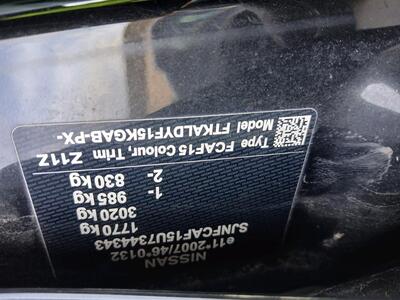 NISSAN
e11*2007/46*0132
SJNFCAF15U7344343
1770 kg
3020 kg
1- 985 kg
2- 830 kg
Type FCAF15 Colour, Trim Z11Z
Model FTKALDYF15KGAB-PX-